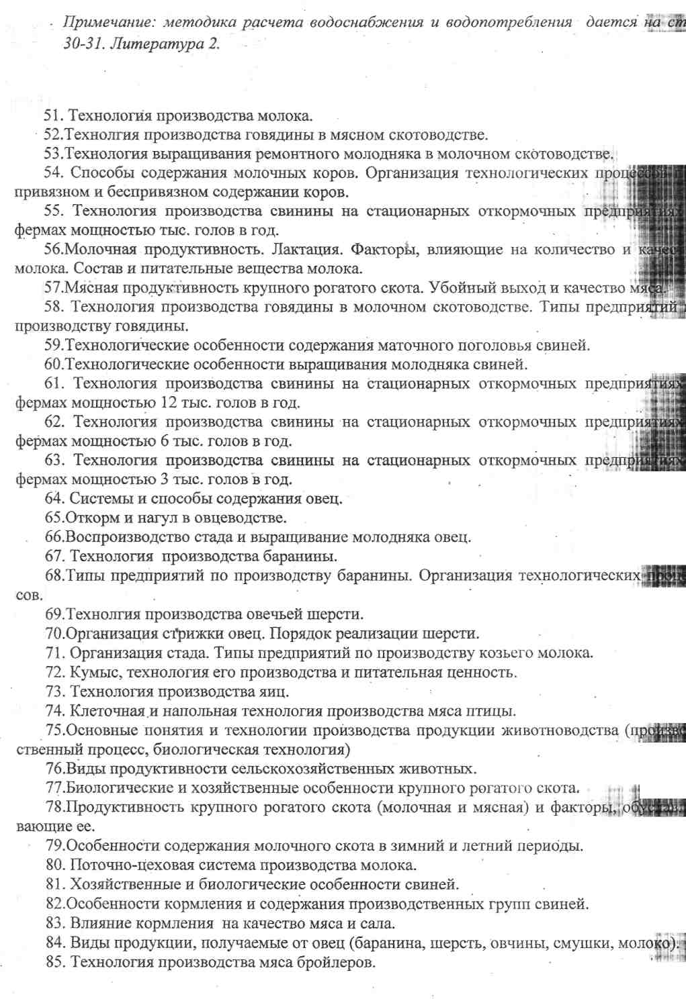 Примечание: методика расчета водоснабжения и водопотребления дается на ст
30-31. Литература 2.
51. Технология производства молока.
52.Технолгия производства говядины в мясном скотоводстве.
53.Технология выращивания ремонтного молодняка в молочном скотоводстве.
54. Способы содержания молочных коров. Организация технологических процессов
привязном и беспривязном содержании коров.
55. Технология производства свинины на стационарных откормочных предприятиях
фермах мощностью тыс. голов в год.
56.Молочная продуктивность. Лактация. Факторы, влияющие на количество и качес
молока. Состав и питательные вещества молока.
57.Мясная продуктивность крупного рогатого скота. Убойный выход и качество мяса.
58. Технология производства говядины в молочном скотоводстве. Типы предприятий
производству говядины.
59.Технологические особенности содержания маточного поголовья свиней.
60.Технологические особенности выращивания молодняка свиней.
61. Технология производства свинины на стационарных откормочных предприятиях
фермах мощностью 12 тыс. голов в год.
62. Технология производства свинины на стационарных откормочных предприятиях
фермах мощностью 6 тыс. голов в год.
63. Технология производства свинины на стационарных откормочных предприятиях
фермах мощностью 3 тыс. голов в год.
64. Системы и способы содержания овец.
65.Откорм и нагул в овцеводстве.
66.Воспроизводство стада и выращивание молодняка овец.
67. Технология производства баранины.
68.Типы предприятий по производству баранины. Организация технологических проце
сов.
69.Технолгия производства овечьей шерсти.
70.Организация стрижки овец. Порядок реализации шерсти.
71. Организация стада. Типы предприятий по производству козьего молока.
72. Кумыс, технология его производства и питательная ценность.
73. Технология производства яиц.
74. Клеточная и напольная технология производства мяса птицы.
75.Основные понятия и технологии производства продукции животноводства (произво
ственный процесс, биологическая технология)
76.Виды продуктивности сельскохозяйственных животных.
77.Биологические и хозяйственные особенности крупного рогатого скота.
78.Продуктивность крупного рогатого скота (молочная и мясная) и факторы, обуславл
вающие ее.
79.Особенности содержания молочного скота в зимний и летний периоды.
80. Поточно-цеховая система производства молока.
81. Хозяйственные и биологические особенности свиней.
82.Особенности кормления и содержания производственных групп свиней.
83. Влияние кормления на качество мяса и сала.
84. Виды продукции, получаемые от овец (баранина, шерсть, овчины, смушки, молоко).
85. Технология производства мяса бройлеров.